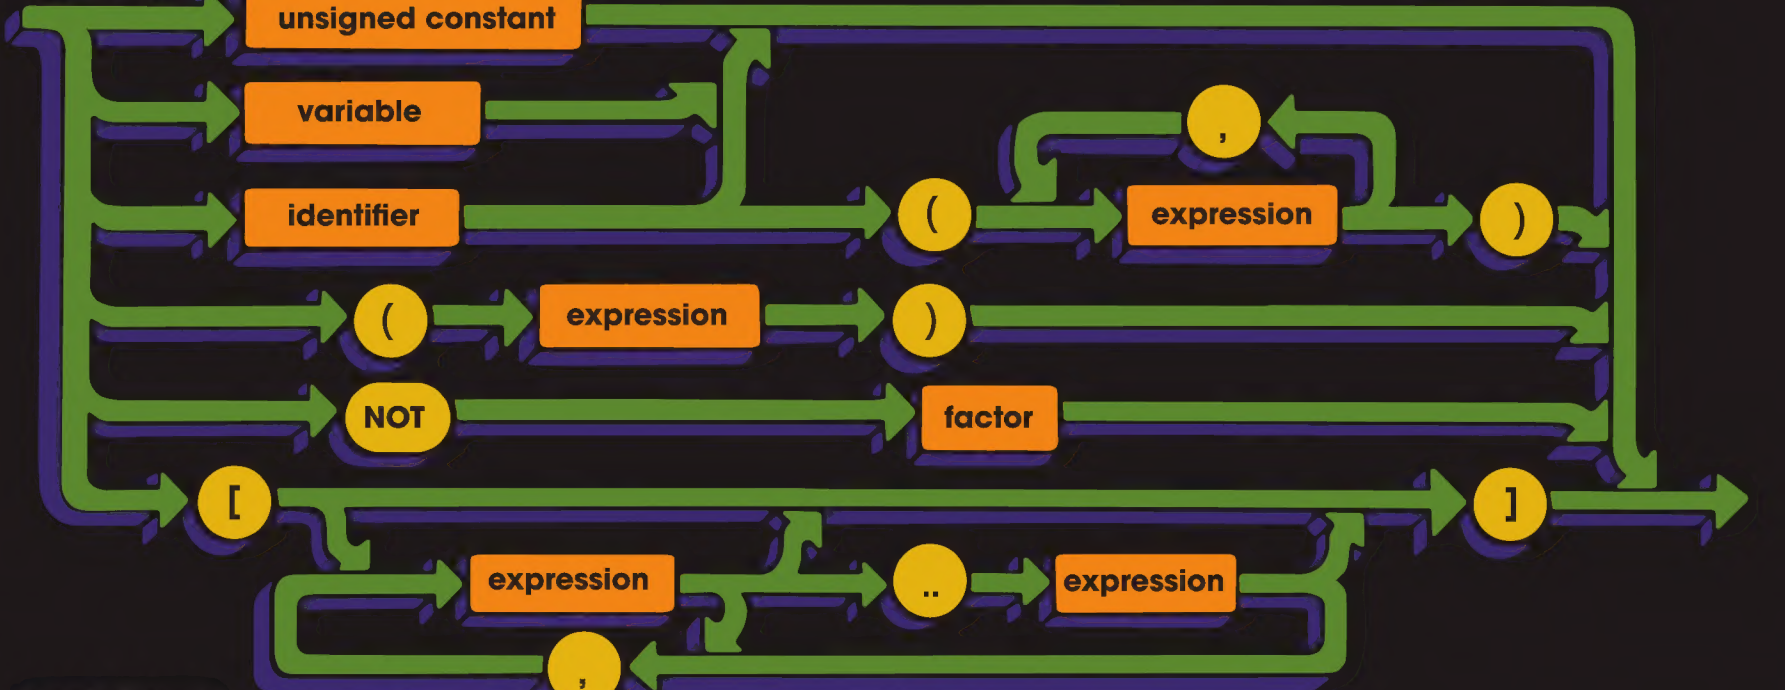 unsigned constant
variable
,
identifier
(
expression
)
(
expression
)
NOT
factor
[
]
expression
..
expression
,